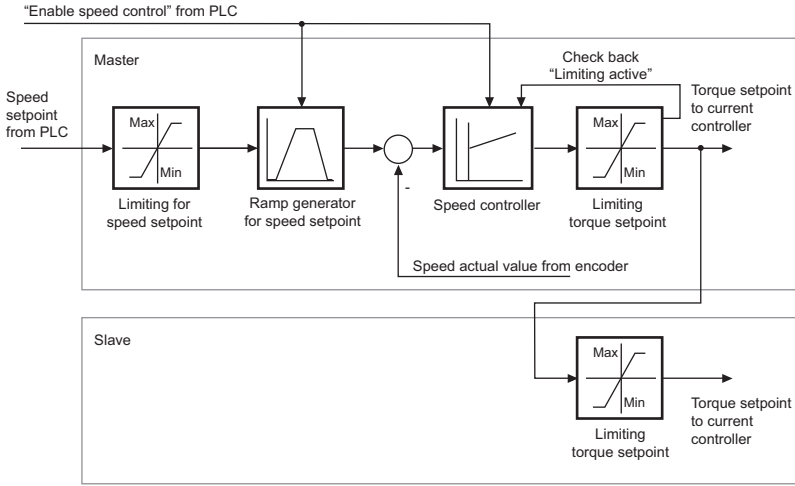 “Enable speed control” from PLC
Master
Check back
“Limiting active”
Speed
setpoint
from PLC
Torque setpoint
to current
controller
Max
Min
Max
Min
Limiting for
speed setpoint
Ramp generator
for speed setpoint
-
Speed controller
Limiting
torque setpoint
Speed actual value from encoder
Slave
Max
Min
Torque setpoint
to current
controller
Limiting
torque setpoint